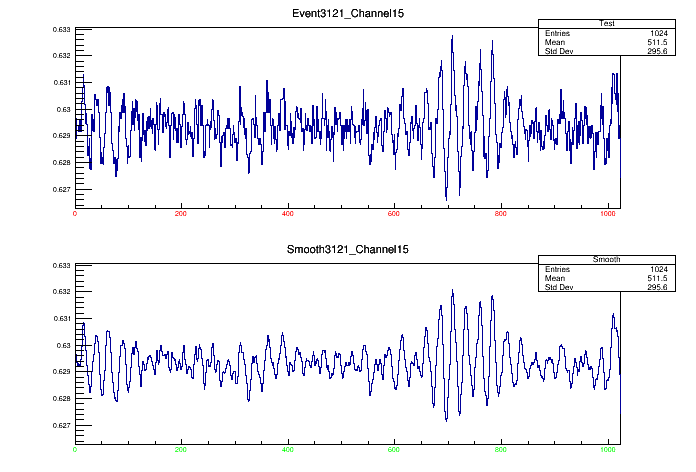 Event3121_Channel15
Test
Entries 1024
Mean 511.5
Std Dev 295.6
0.633
0.632
0.631
0.63
0.629
0.628
0.627
0 200 400 600 800 1000
Smooth3121_Channel15
Smooth
Entries 1024
Mean 511.5
Std Dev 295.6
0.633
0.632
0.631
0.63
0.629
0.628
0.627
0 200 400 600 800 1000